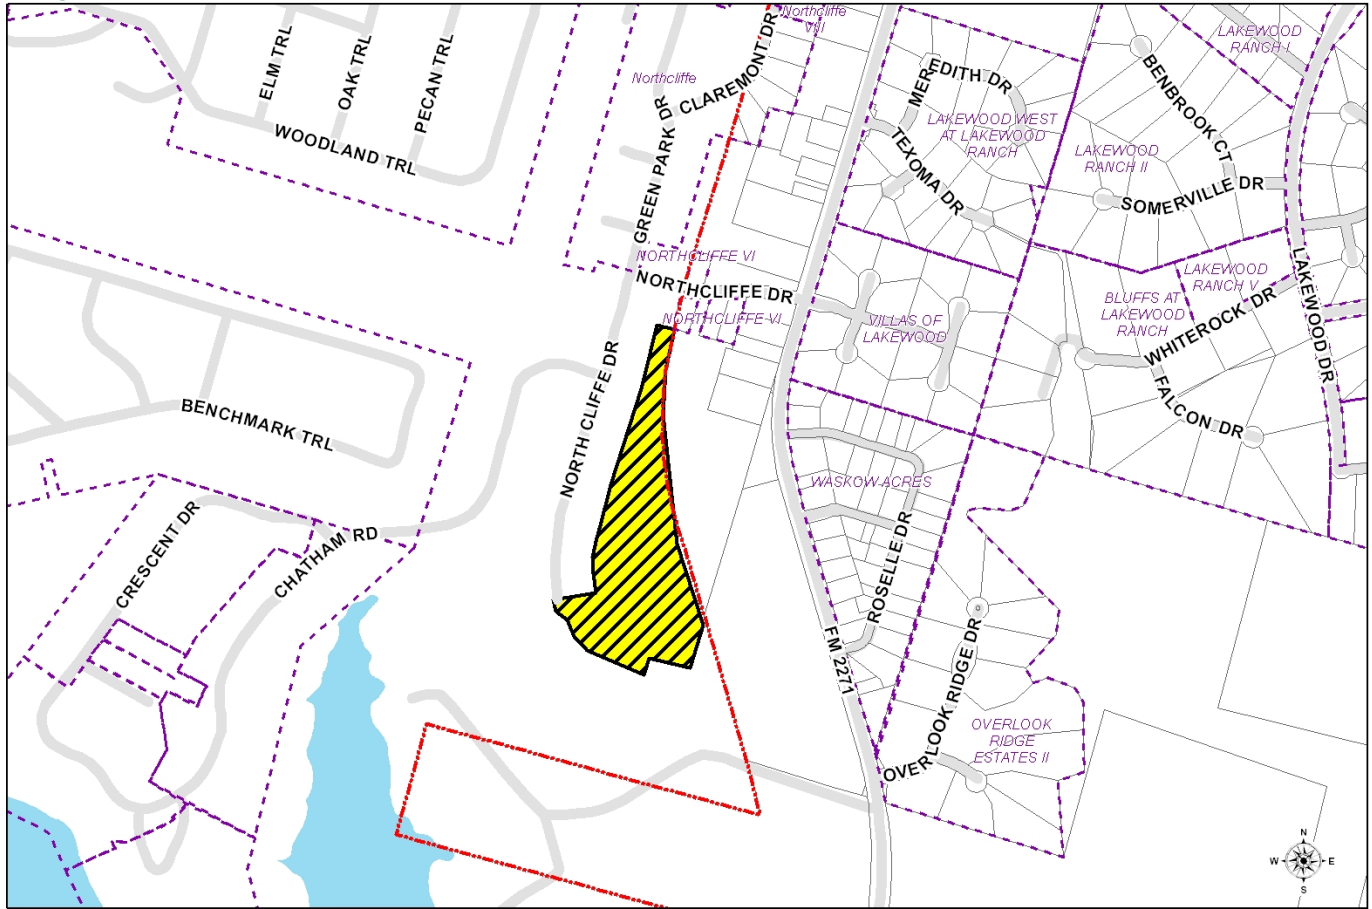 Northcliffe
VIII
LAKEWOOD
RANCH I
ELM TRL
OAK TRL
PECAN TRL
Northcliffe
CLAREMONT DR
MEREDITH DR
BENBROOK CT
WOODLAND TRL
GREEN PARK DR
LAKEWOOD WEST
AT LAKEWOOD
RANCH
TEXOMA DR
LAKEWOOD
RANCH II
SOMERVILLE DR
NORTHCLIFFE VI
NORTHCLIFFE DR
NORTHCLIFFE VI
LAKEWOOD
RANCH V
BLUFFS AT
LAKEWOOD
RANCH
LAKEWOOD DR
VILLAS OF
LAKEWOOD
WHITEROCK DR
FALCON DR
NORTH CLIFFE DR
BENCHMARK TRL
WASKOW ACRES
CRESCENT DR
CHATHAM RD
ROSELLE DR
FM 2271
OVERLOOK RIDGE DR
OVERLOOK
RIDGE
ESTATES II
N
W E
S